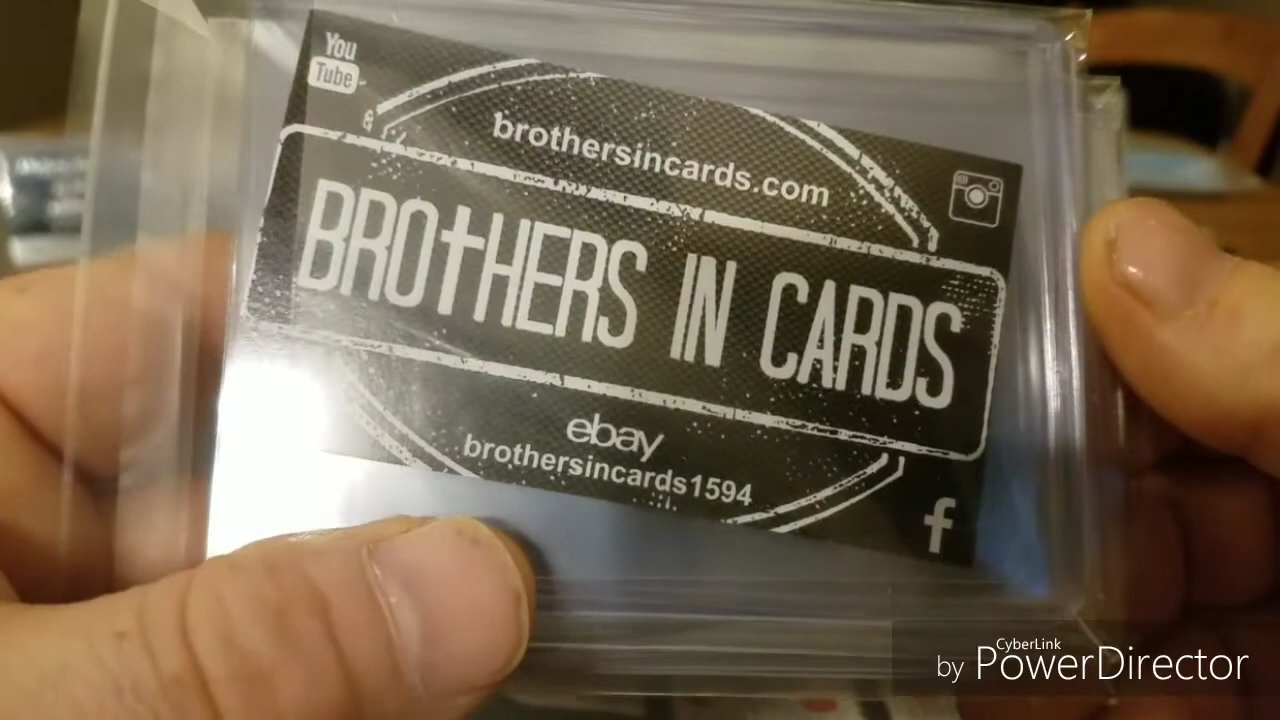 You
Tube
brothersincards.com
BROTHERS IN CARDS
ebay
brothersincards1594
f
CyberLink
by PowerDirector